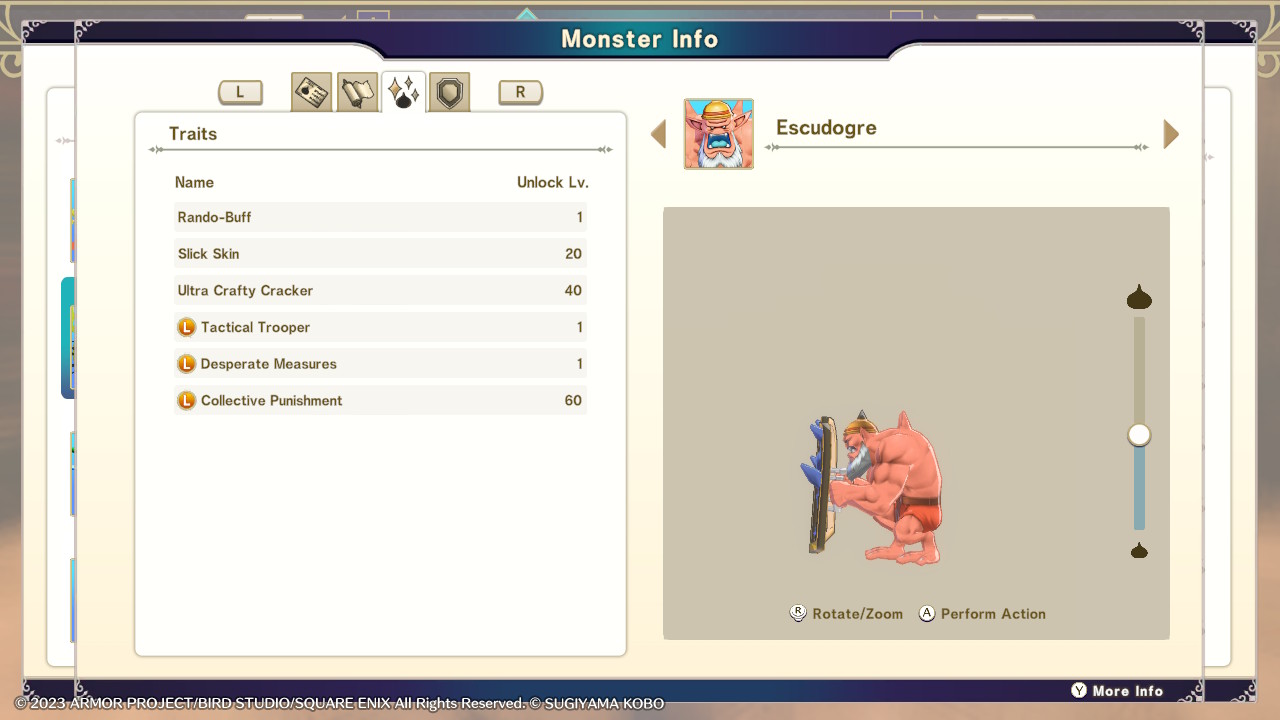 Monster Info
L
R
Traits
Name Unlock Lv.
Rando-Buff 1
Slick Skin 20
Ultra Crafty Cracker 40
L Tactical Trooper 1
L Desperate Measures 1
L Collective Punishment 60
Escudogre
R Rotate/Zoom A Perform Action
Y More Info
© 2023 ARMOR PROJECT/BIRD STUDIO/SQUARE ENIX All Rights Reserved. © SUGIYAMA KOBO